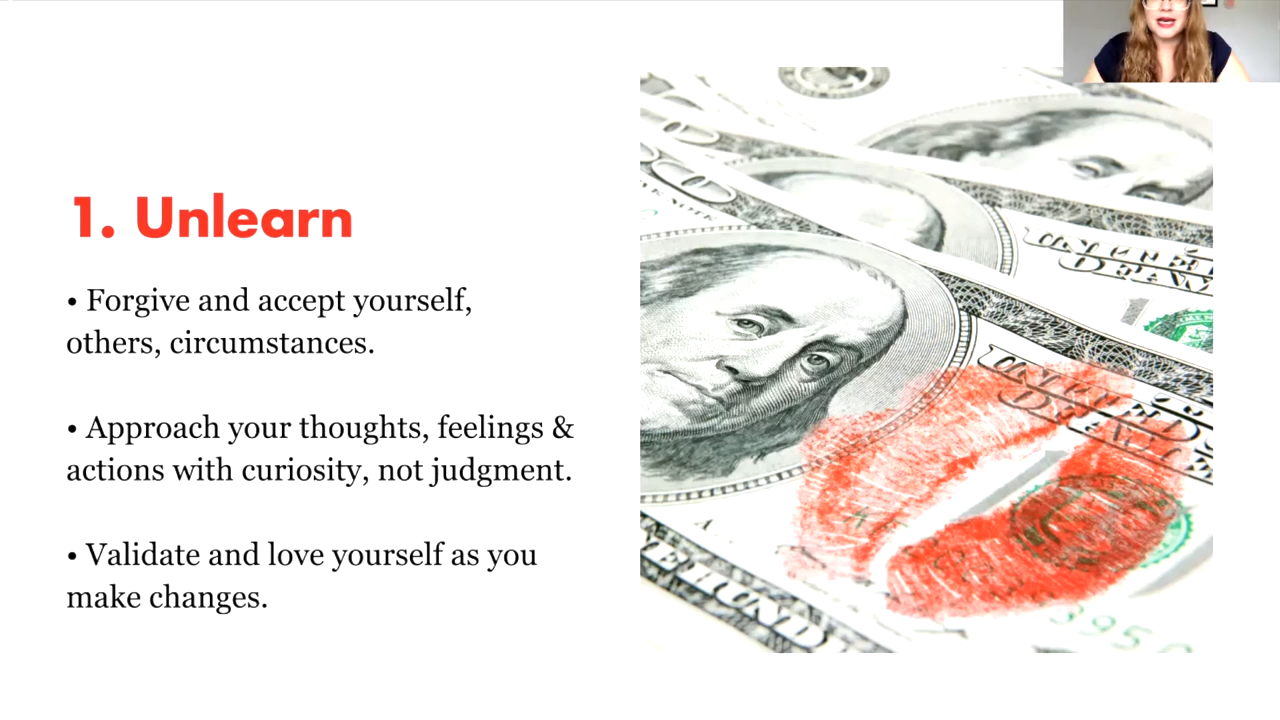 1. Unlearn
• Forgive and accept yourself,
others, circumstances.
• Approach your thoughts, feelings &
actions with curiosity, not judgment.
• Validate and love yourself as you
make changes.